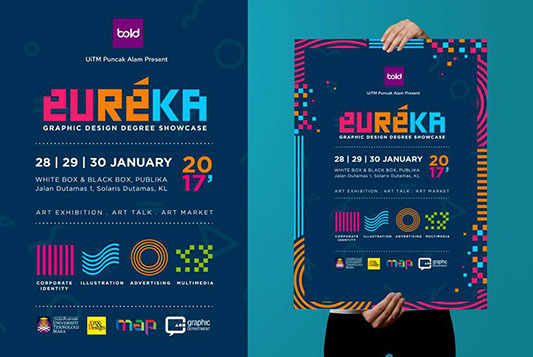 bold
UiTM Puncak Alam Present
EURÉKA
GRAPHIC DESIGN DEGREE SHOWCASE
28 | 29 | 30 JANUARY
2017'
WHITE BOX & BLACK BOX, PUBLIKA
Jalan Dutamas 1, Solaris Dutamas, KL
ART EXHIBITION . ART TALK . ART MARKET
CORPORATE IDENTITY
ILLUSTRATION
ADVERTISING
MULTIMEDIA
UNIVERSITI
TEKNOLOGI
MARA
map
graphic
bold
UiTM Puncak Alam Present
EURÉKA
GRAPHIC DESIGN DEGREE SHOWCASE
28 | 29 | 30 JANUARY
2017'
WHITE BOX & BLACK BOX, PUBLIKA
Jalan Dutamas 1, Solaris Dutamas, KL
ART EXHIBITION . ART TALK . ART MARKET
CORPORATE IDENTITY
ILLUSTRATION
ADVERTISING
MULTIMEDIA
map
graphic